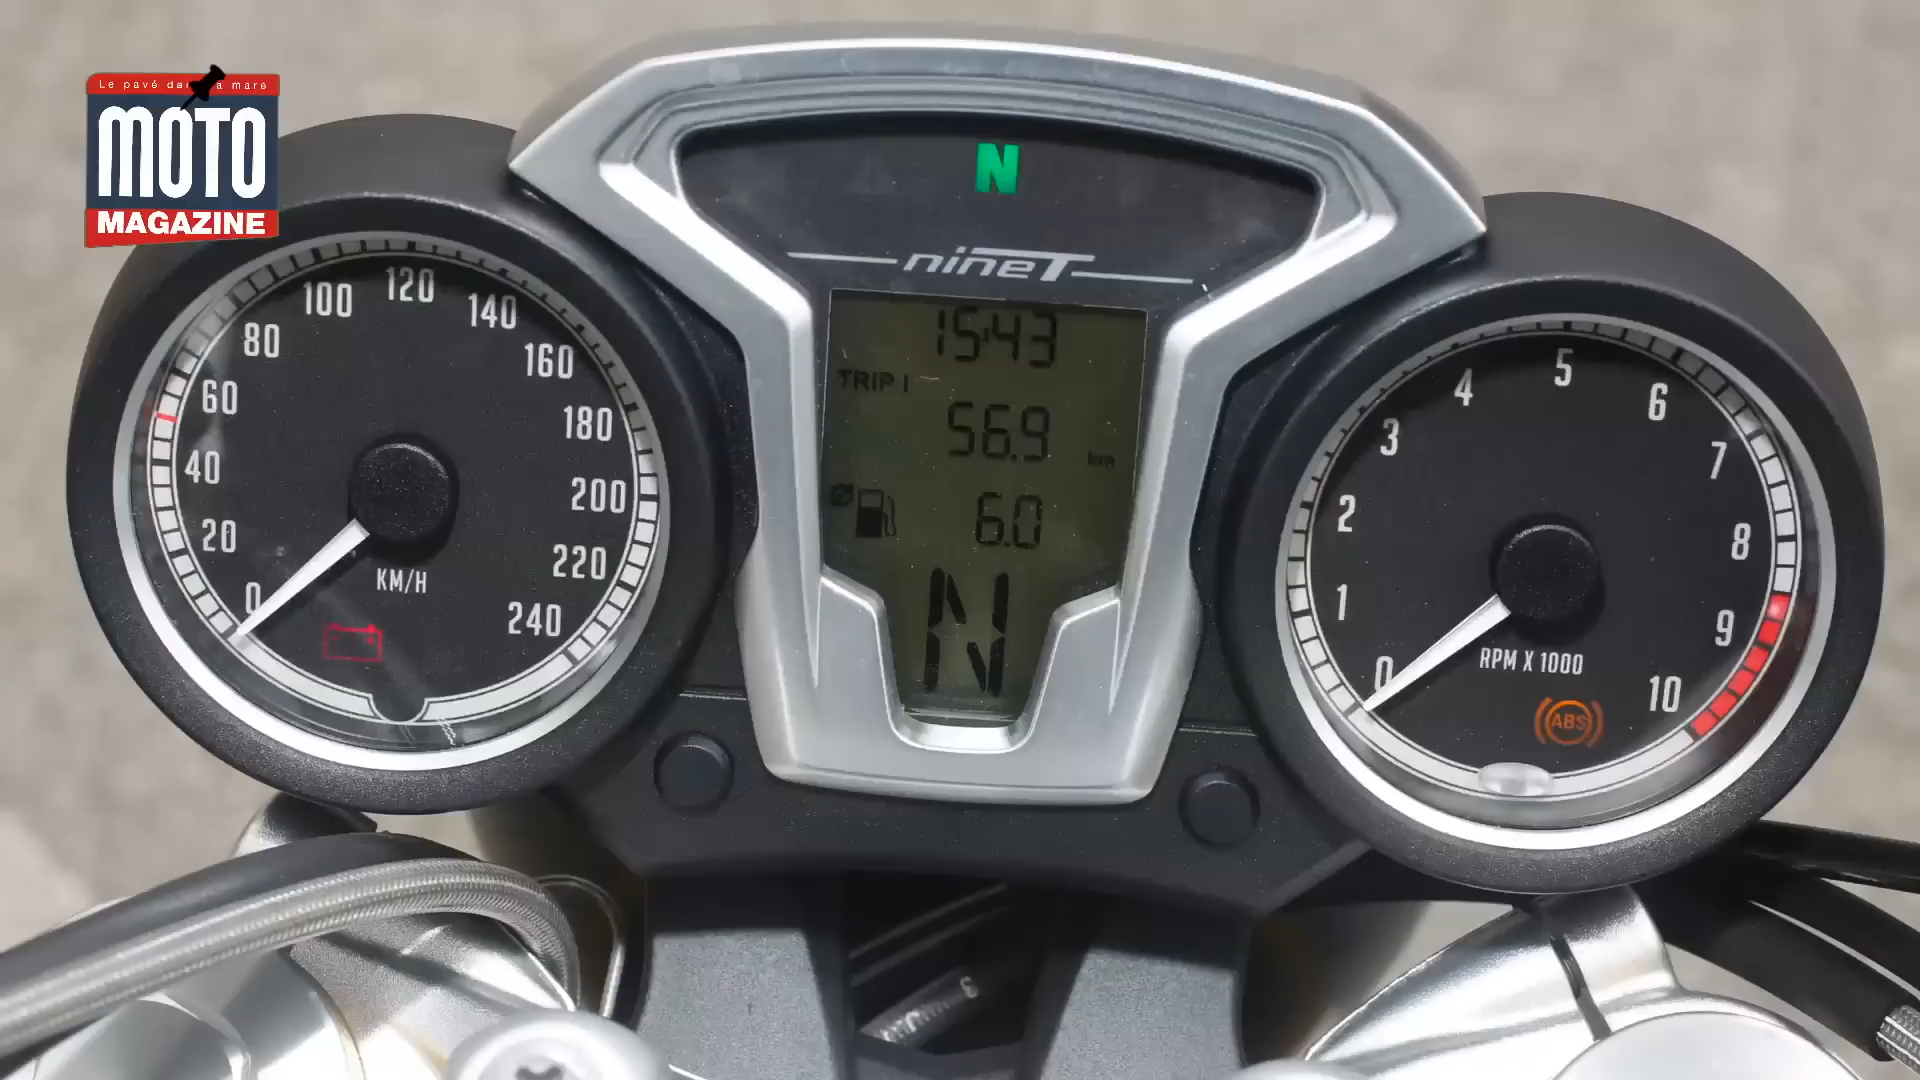 Le pavé dans la mare
MOTO
MAGAZINE
N
nineT
15:43
TRIP I
56.9 km
6.0
N
0
20
40
60
80
100
120
140
160
180
200
220
240
KM/H
0
1
2
3
4
5
6
7
8
9
10
RPM X 1000
ABS